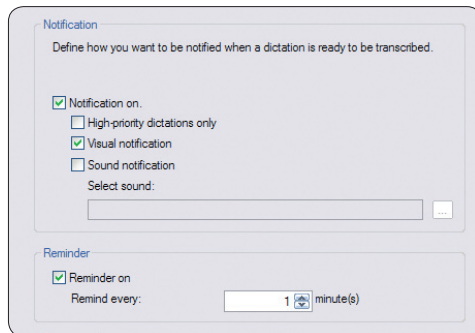 Notification
Define how you want to be notified when a dictation is ready to be transcribed.
Notification on.
High-priority dictations only
Visual notification
Sound notification
Select sound:
...
Reminder
Reminder on
Remind every: 1 minute(s)